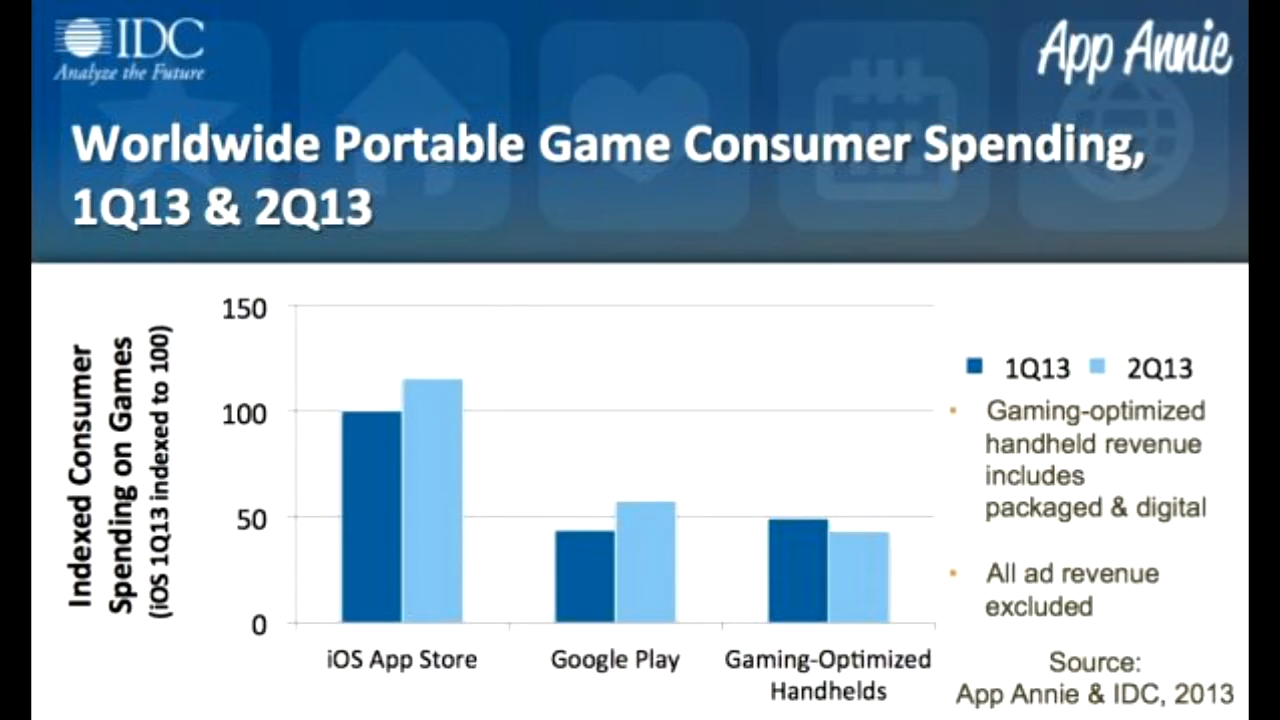 IDC
Analyze the Future
App Annie
Worldwide Portable Game Consumer Spending,
1Q13 & 2Q13
Indexed Consumer
Spending on Games
(iOS 1Q13 indexed to 100)
150
100
50
0
iOS App Store
Google Play
Gaming-Optimized
Handhelds
1Q13 2Q13
• Gaming-optimized
handheld revenue
includes
packaged & digital
• All ad revenue
excluded
Source:
App Annie & IDC, 2013